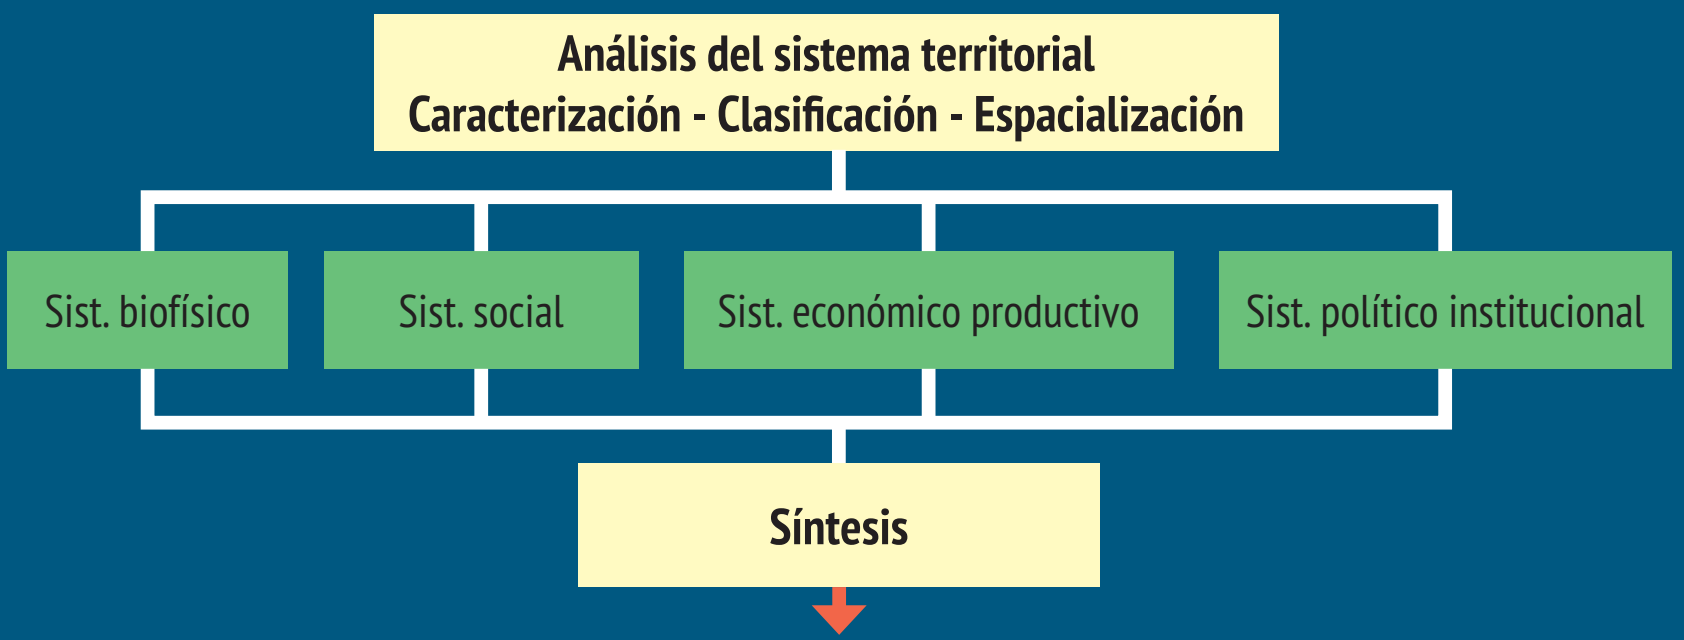 Análisis del sistema territorial
Caracterización - Clasificación - Espacialización
Sist. biofísico
Sist. social
Sist. económico productivo
Sist. político institucional
Síntesis